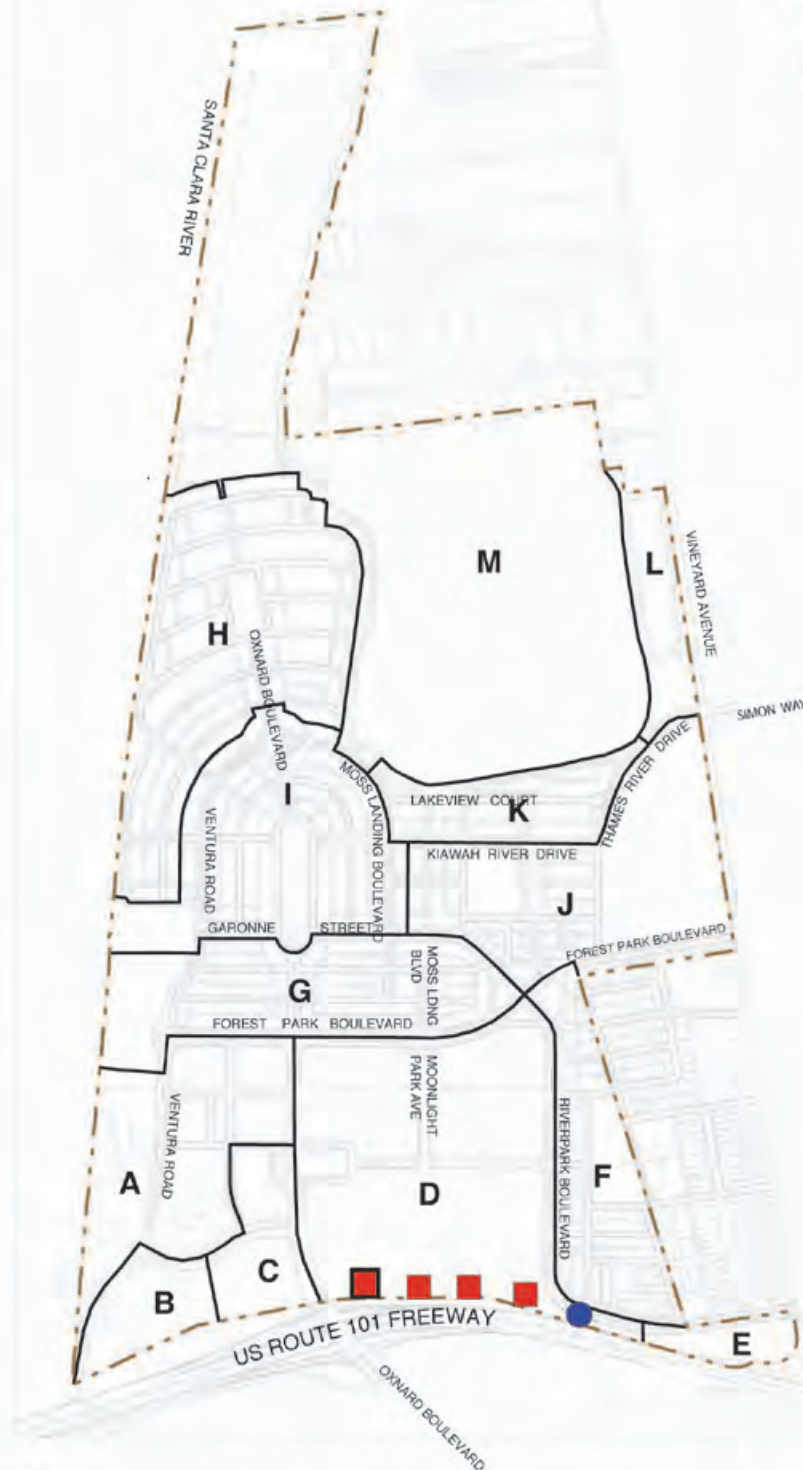 SANTA CLARA RIVER
M
L
VINEYARD AVENUE
H
OXNARD BOULEVARD
SIMON WAY
MOSS LANDING BOULEVARD
I
LAKEVIEW COURT
K
THAMES RIVER DRIVE
VENTURA ROAD
KIAWAH RIVER DRIVE
J
GARONNE STREET
FOREST PARK BOULEVARD
MOSS LDNG
BLVD
G
FOREST PARK BOULEVARD
MOONLIGHT
PARK AVE
VENTURA ROAD
RIVERPARK BOULEVARD
A
F
D
C
B
US ROUTE 101 FREEWAY
E
OXNARD BOULEVARD